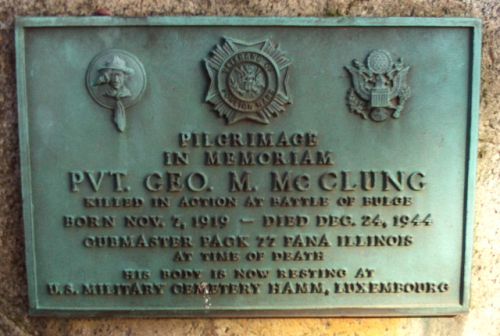 PILGRIMAGE
IN MEMORIAM
PVT. GEO. M. MCCLUNG
KILLED IN ACTION AT BATTLE OF BULGE
BORN NOV. 7, 1919 — DIED DEC. 24, 1944
CUBMASTER PACK 77 PANA ILLINOIS
AT TIME OF DEATH
HIS BODY IS NOW RESTING AT
U.S. MILITARY CEMETERY HAMM, LUXEMBOURG